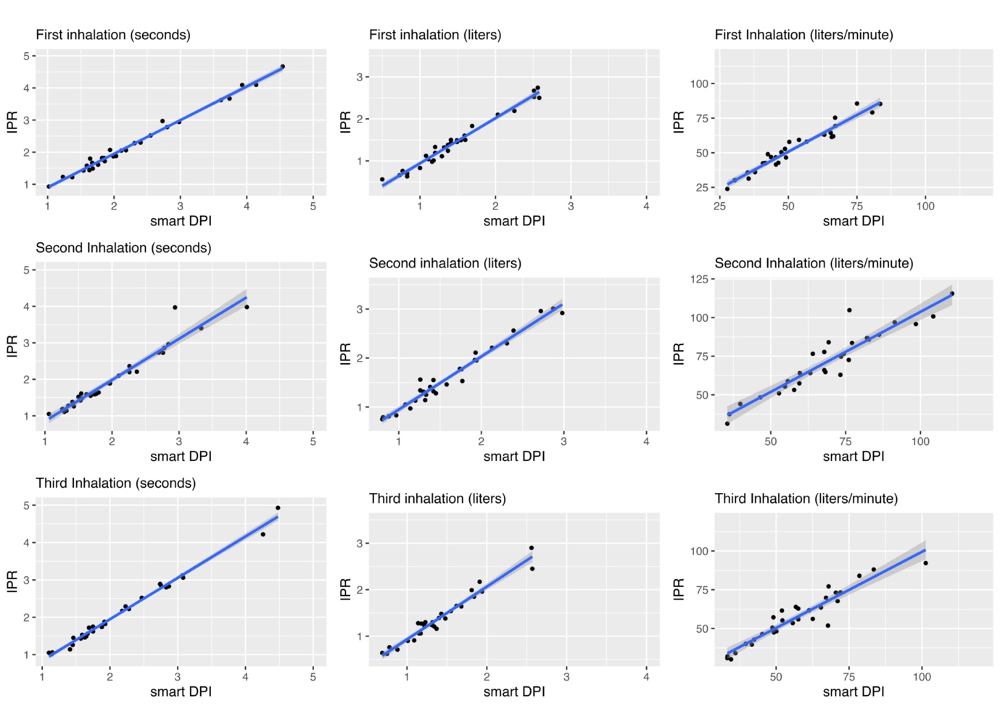 First inhalation (seconds)
5
4
3
2
1
IPR
1 2 3 4 5
smart DPI
First inhalation (liters)
3
2
1
IPR
1 2 3 4
smart DPI
First Inhalation (liters/minute)
100
75
50
25
IPR
25 50 75 100
smart DPI
Second Inhalation (seconds)
5
4
3
2
1
IPR
1 2 3 4 5
smart DPI
Second inhalation (liters)
3
2
1
IPR
1 2 3 4
smart DPI
Second Inhalation (liters/minute)
125
100
75
50
IPR
50 75 100
smart DPI
Third Inhalation (seconds)
5
4
3
2
1
IPR
1 2 3 4 5
smart DPI
Third inhalation (liters)
3
2
1
IPR
1 2 3 4
smart DPI
Third Inhalation (liters/minute)
100
75
50
IPR
50 75 100
smart DPI